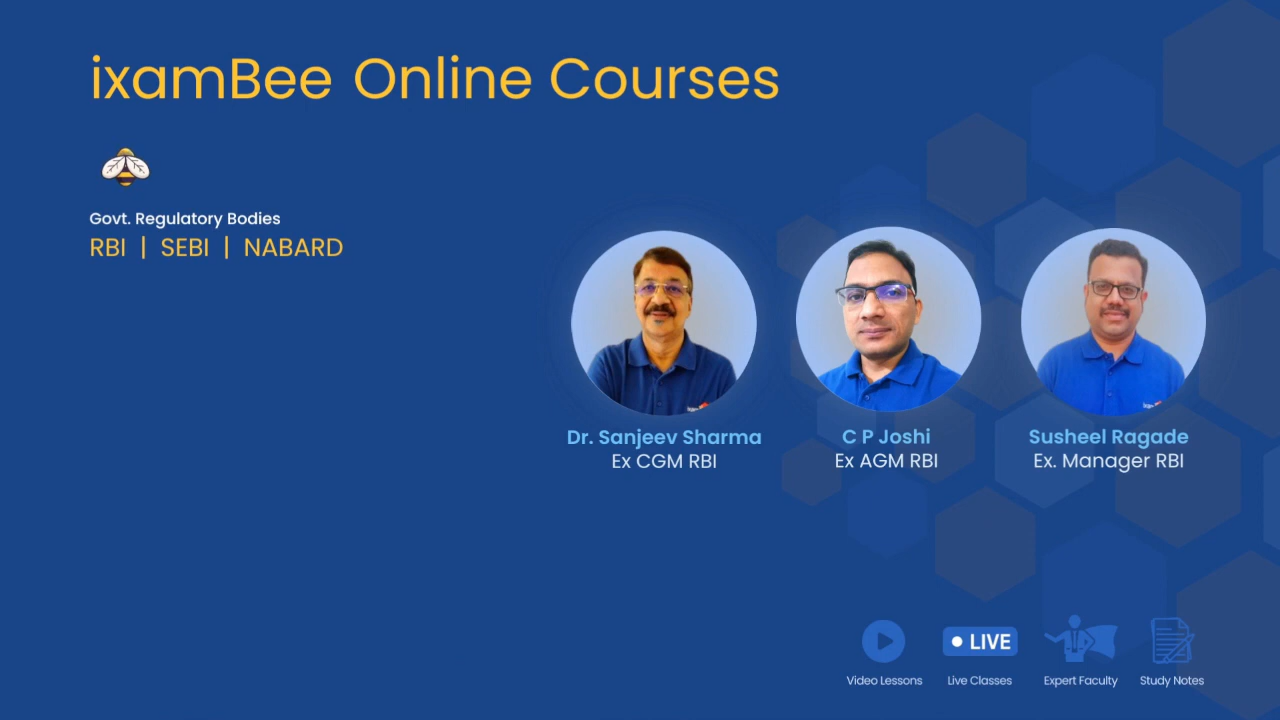 ixamBee Online Courses
Govt. Regulatory Bodies
RBI | SEBI | NABARD
Dr. Sanjeev Sharma
Ex CGM RBI
C P Joshi
Ex AGM RBI
Susheel Ragade
Ex. Manager RBI
LIVE
Video Lessons
Live Classes
Expert Faculty
Study Notes